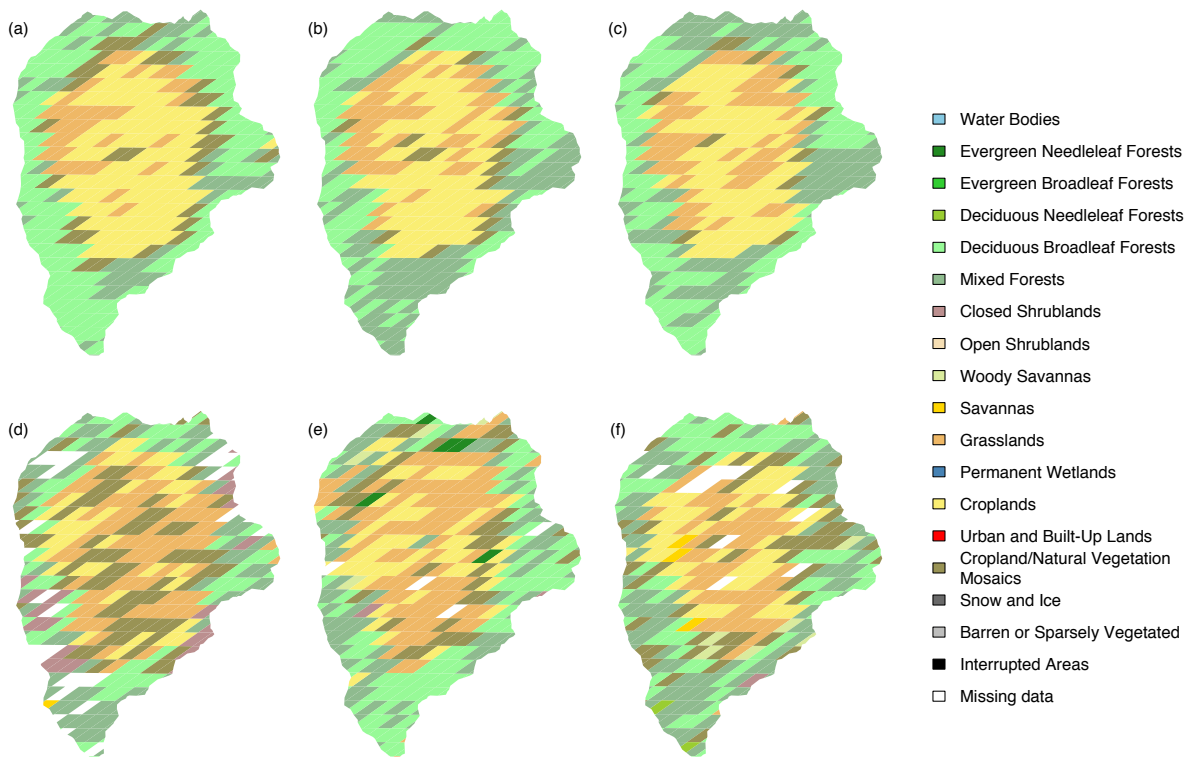 (a)
(b)
(c)
(d)
(e)
(f)
Water Bodies
Evergreen Needleleaf Forests
Evergreen Broadleaf Forests
Deciduous Needleleaf Forests
Deciduous Broadleaf Forests
Mixed Forests
Closed Shrublands
Open Shrublands
Woody Savannas
Savannas
Grasslands
Permanent Wetlands
Croplands
Urban and Built-Up Lands
Cropland/Natural Vegetation
Mosaics
Snow and Ice
Barren or Sparsely Vegetated
Interrupted Areas
Missing data